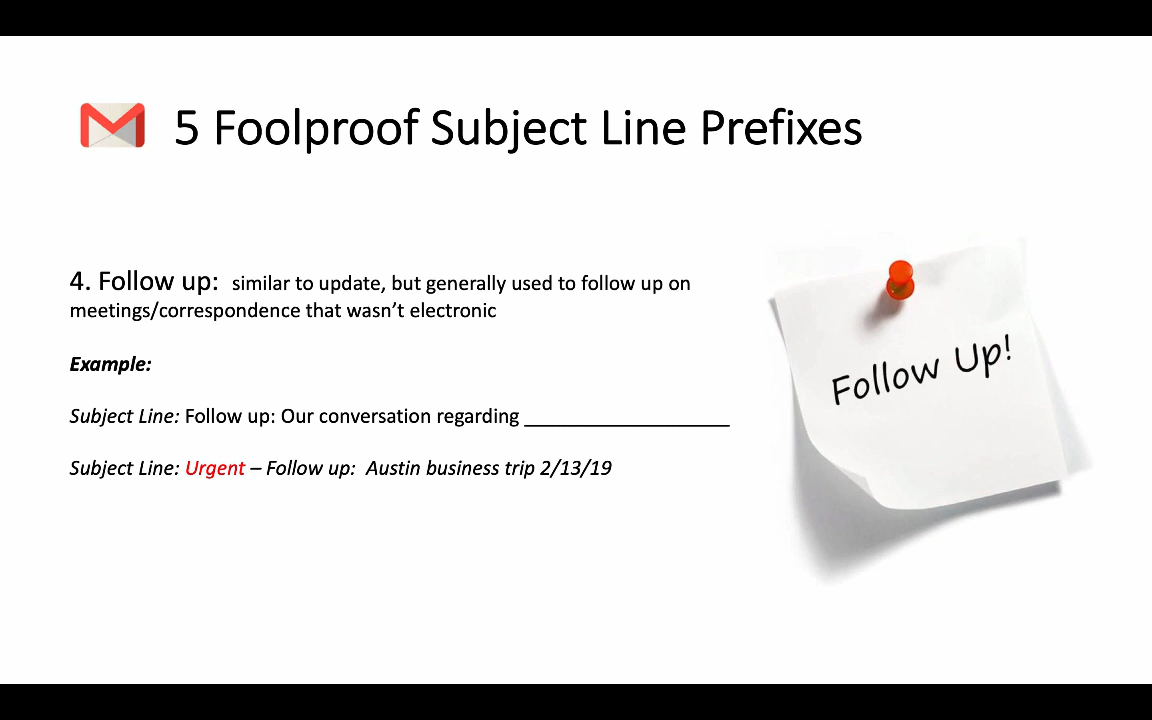 5 Foolproof Subject Line Prefixes
4. Follow up: similar to update, but generally used to follow up on
meetings/correspondence that wasn’t electronic
Example:
Subject Line: Follow up: Our conversation regarding ___________________
Subject Line: Urgent – Follow up: Austin business trip 2/13/19
Follow Up!